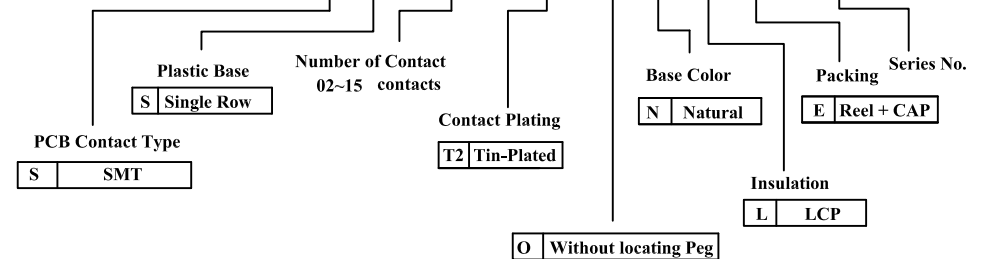 Plastic Base
S Single Row
Number of Contact
02~15 contacts
PCB Contact Type
S SMT
Contact Plating
T2 Tin-Plated
O Without locating Peg
Base Color
N Natural
Insulation
L LCP
Packing
E Reel + CAP
Series No.